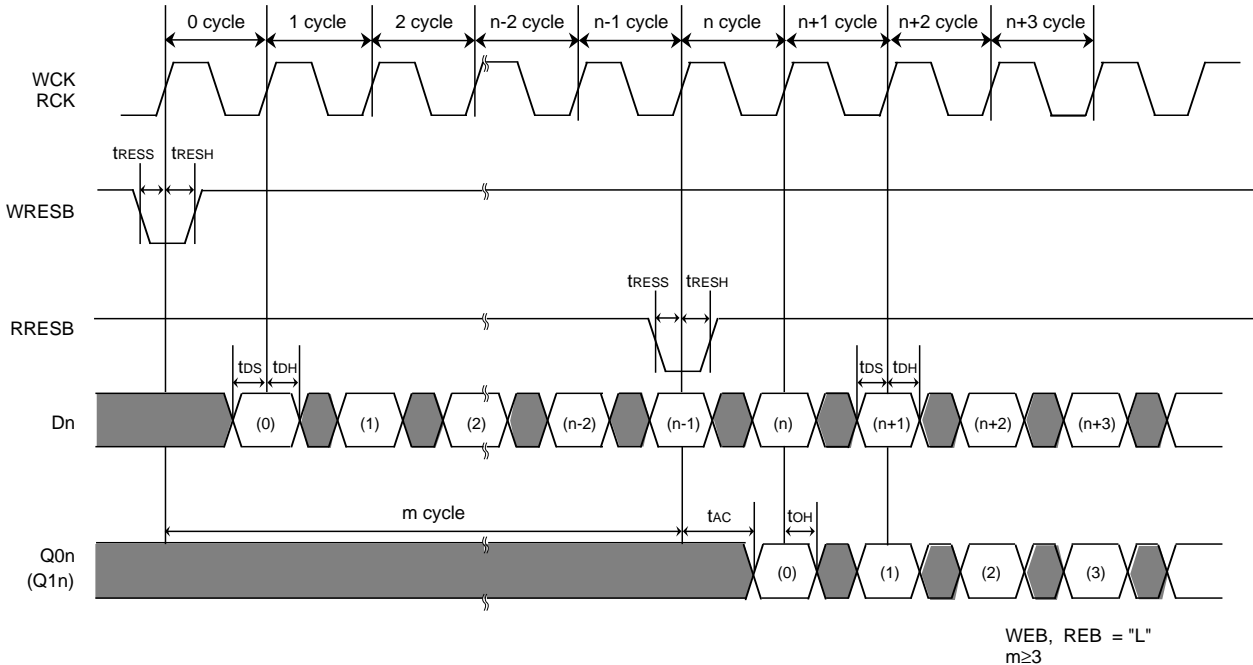 0 cycle 1 cycle 2 cycle n-2 cycle n-1 cycle n cycle n+1 cycle n+2 cycle n+3 cycle
WCK
RCK
tRESS tRESH
WRESB
tRESS tRESH
RRESB
tDS tDH tDS tDH
Dn (0) (1) (2) (n-2) (n-1) (n) (n+1) (n+2) (n+3)
m cycle tAC tOH
Q0n
(Q1n) (0) (1) (2) (3)
WEB, REB = "L"
m≥3